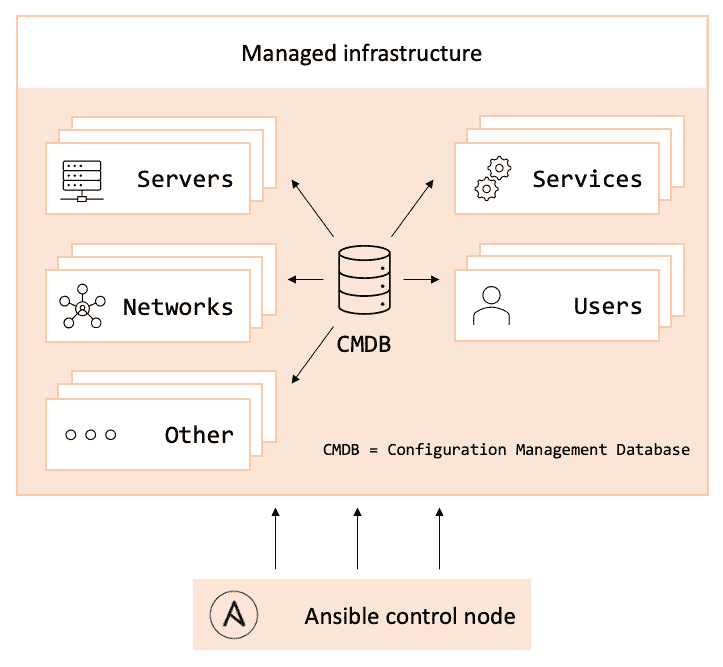 Managed infrastructure
Servers
Services
Networks
Users
CMDB
Other
CMDB = Configuration Management Database
Ansible control node